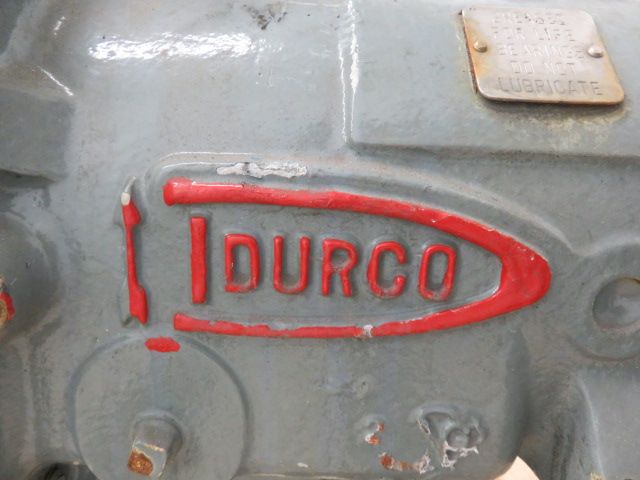 GREASED
FOR LIFE
BEARINGS
DO NOT
LUBRICATE
DURCO